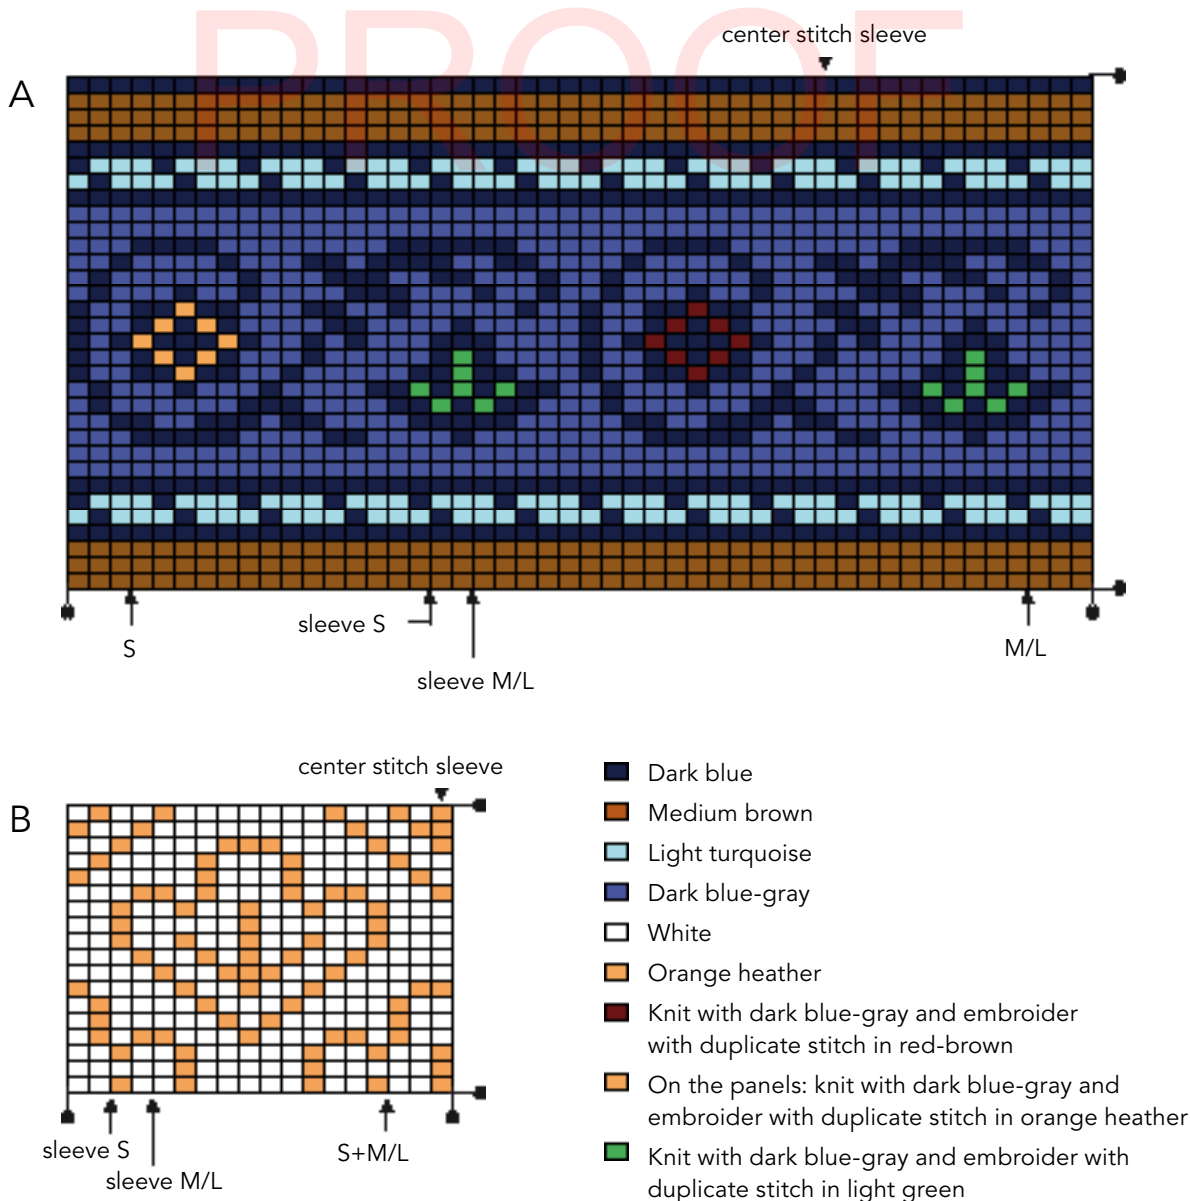 PROOF
center stitch sleeve
A
S
sleeve S
sleeve M/L
M/L
center stitch sleeve
B
sleeve S
sleeve M/L
S+M/L
Dark blue
Medium brown
Light turquoise
Dark blue-gray
White
Orange heather
Knit with dark blue-gray and embroider
with duplicate stitch in red-brown
On the panels: knit with dark blue-gray and
embroider with duplicate stitch in orange heather
Knit with dark blue-gray and embroider with
duplicate stitch in light green